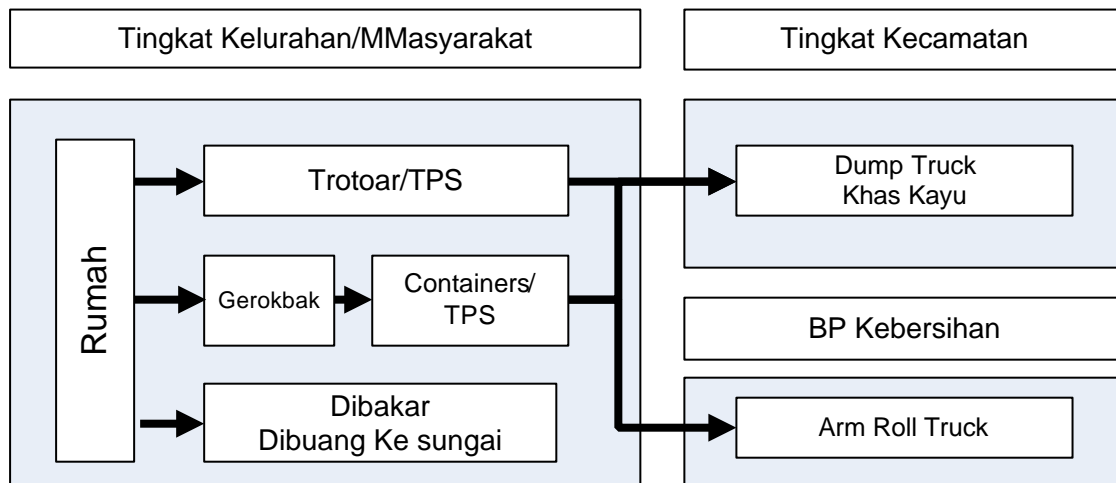 Tingkat Kelurahan/MMasyarakat
Tingkat Kecamatan
Rumah
Trotoar/TPS
Gerokbak
Containers/
TPS
Dibakar
Dibuang Ke sungai
Dump Truck
Khas Kayu
BP Kebersihan
Arm Roll Truck